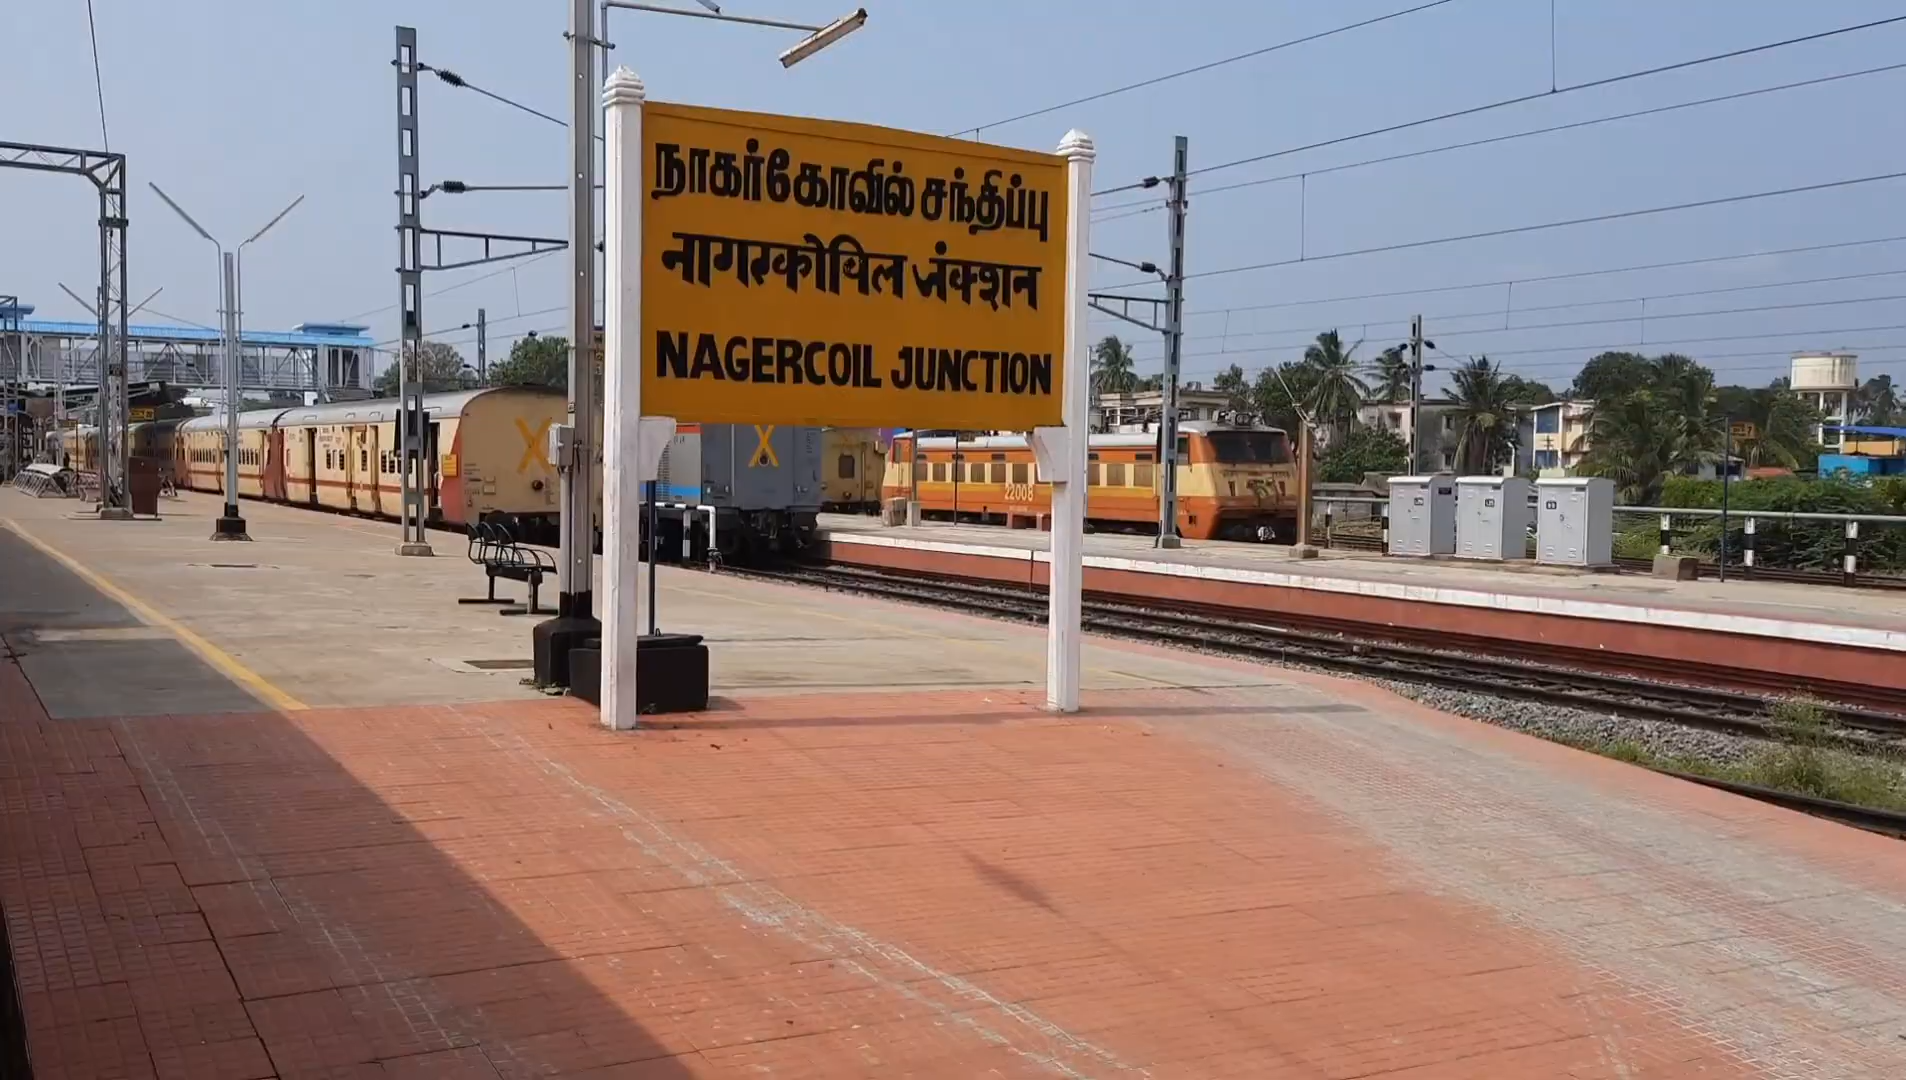 நாகர்கோவில் சந்திப்பு
नागरकोविल जंक्शन
NAGERCOIL JUNCTION
22008